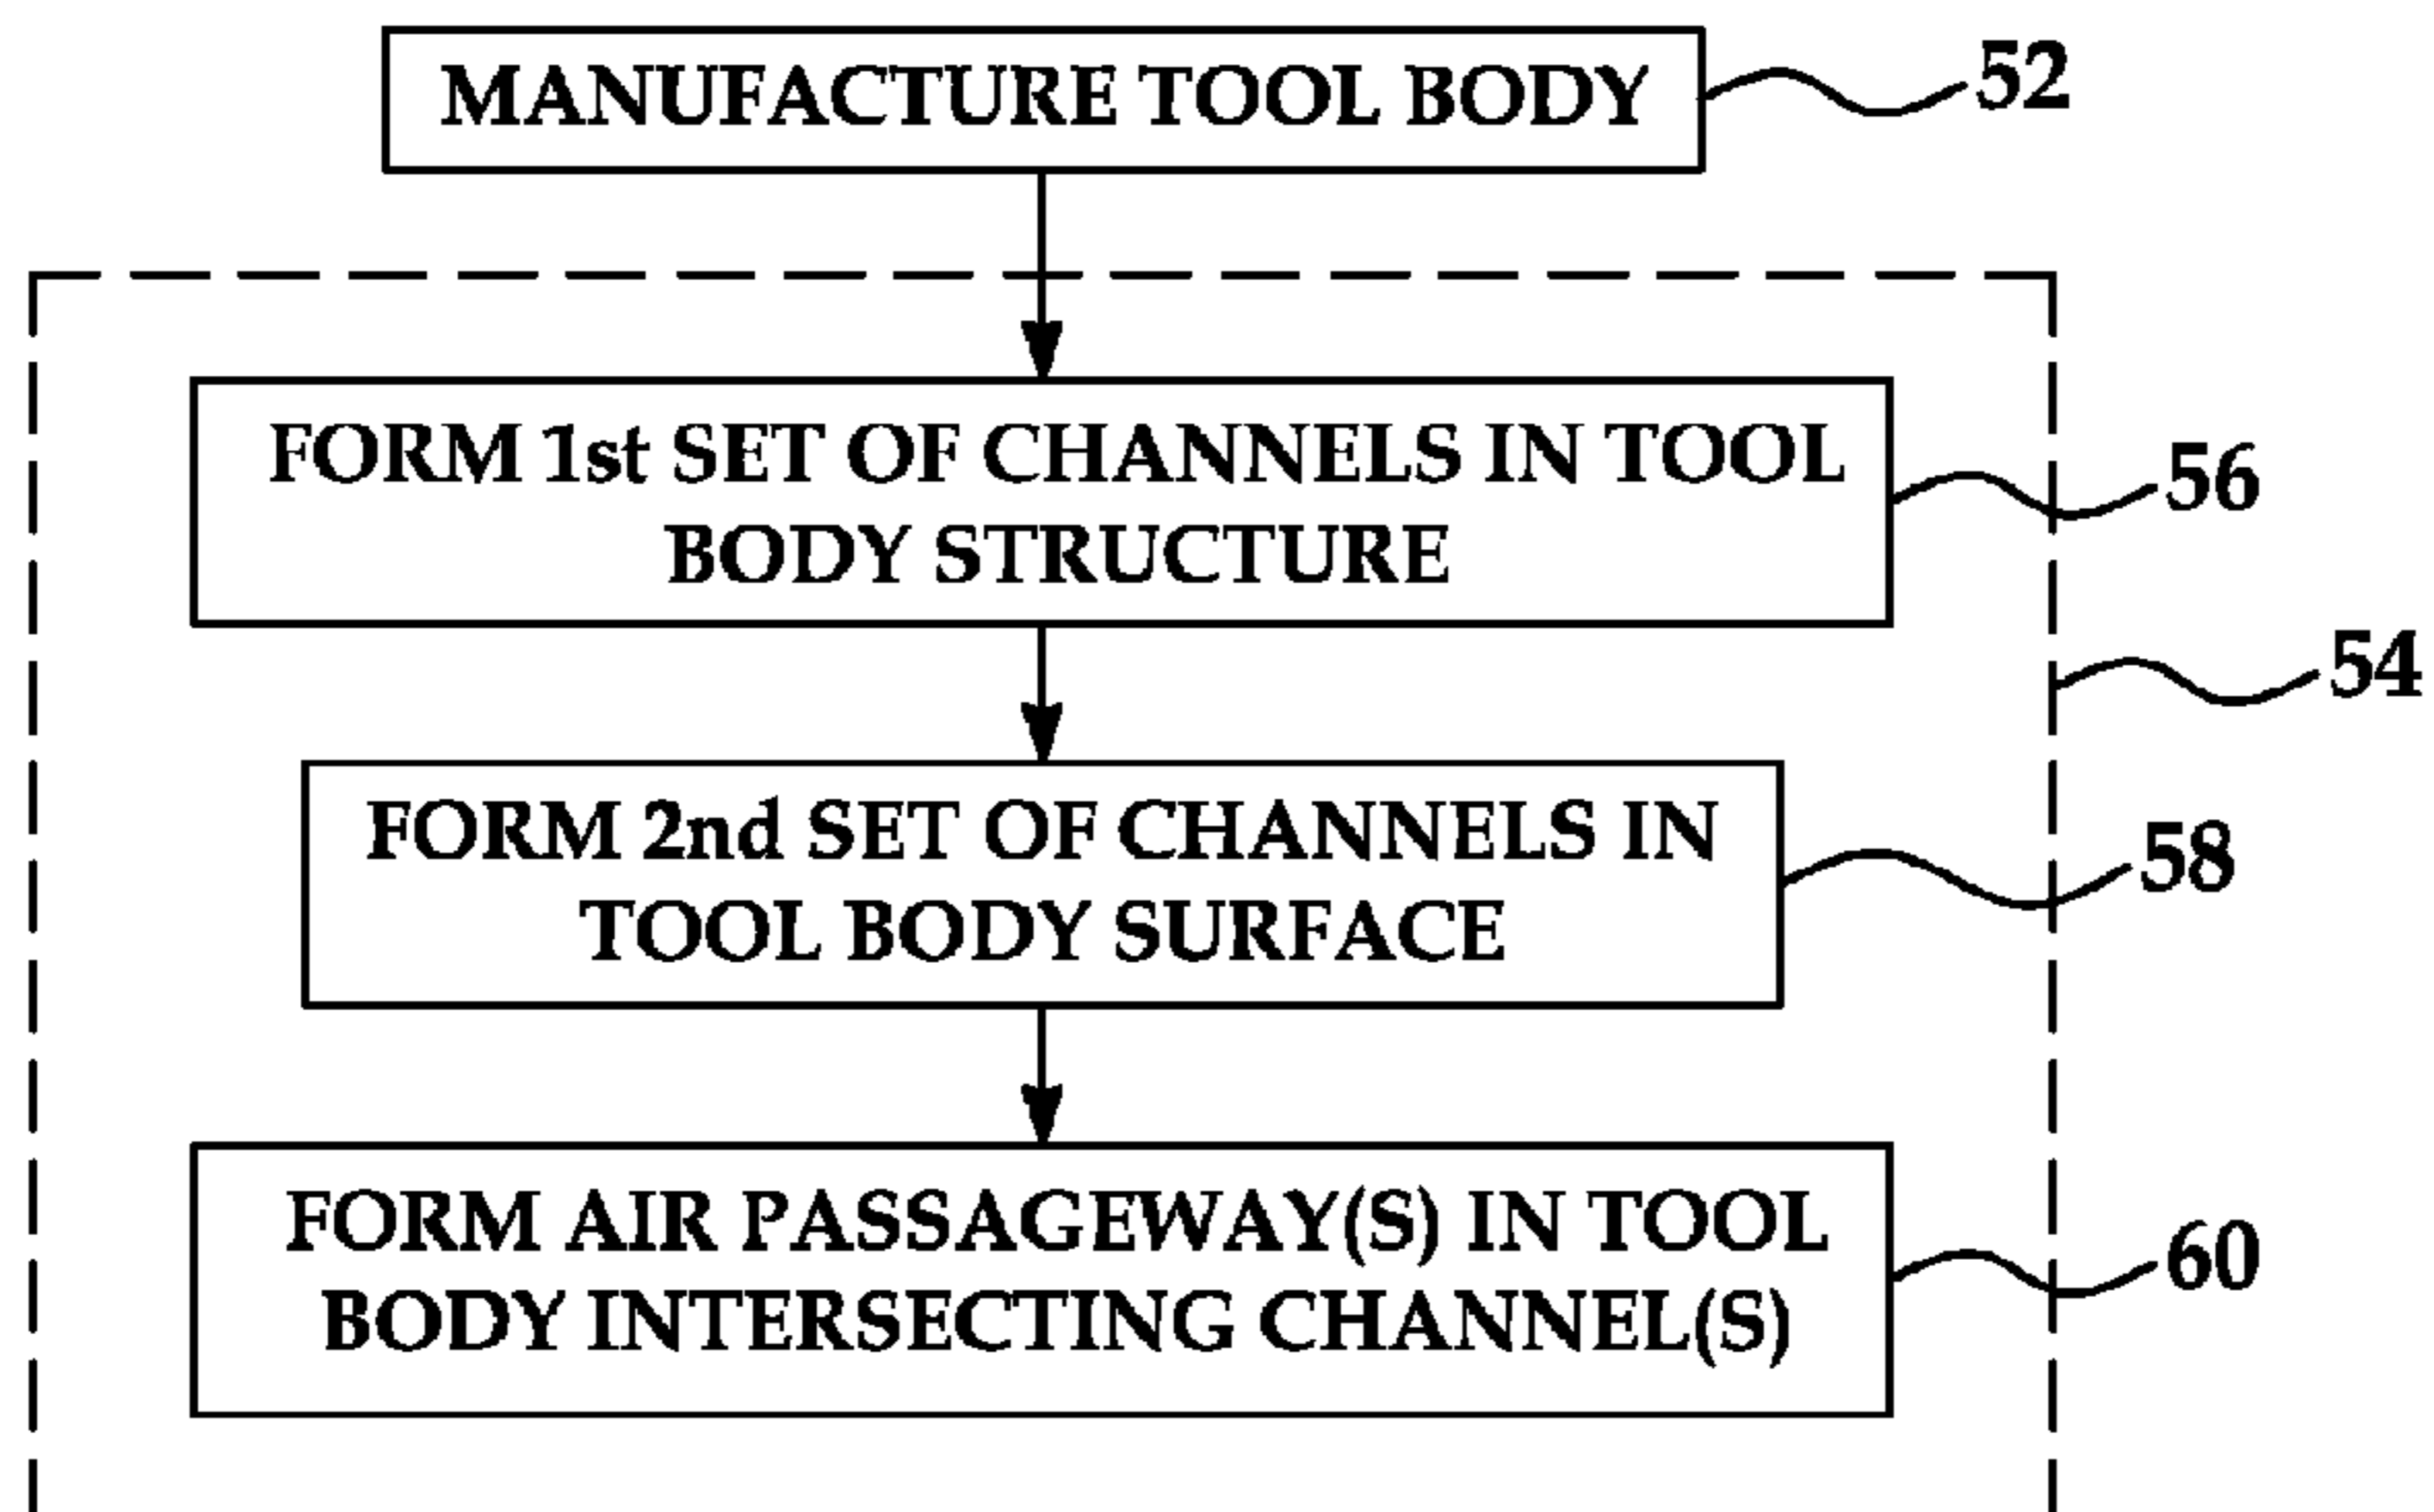 MANUFACTURE TOOL BODY
52
FORM 1st SET OF CHANNELS IN TOOL
BODY STRUCTURE
56
54
FORM 2nd SET OF CHANNELS IN
TOOL BODY SURFACE
58
FORM AIR PASSAGEWAY(S) IN TOOL
BODY INTERSECTING CHANNEL(S)
60